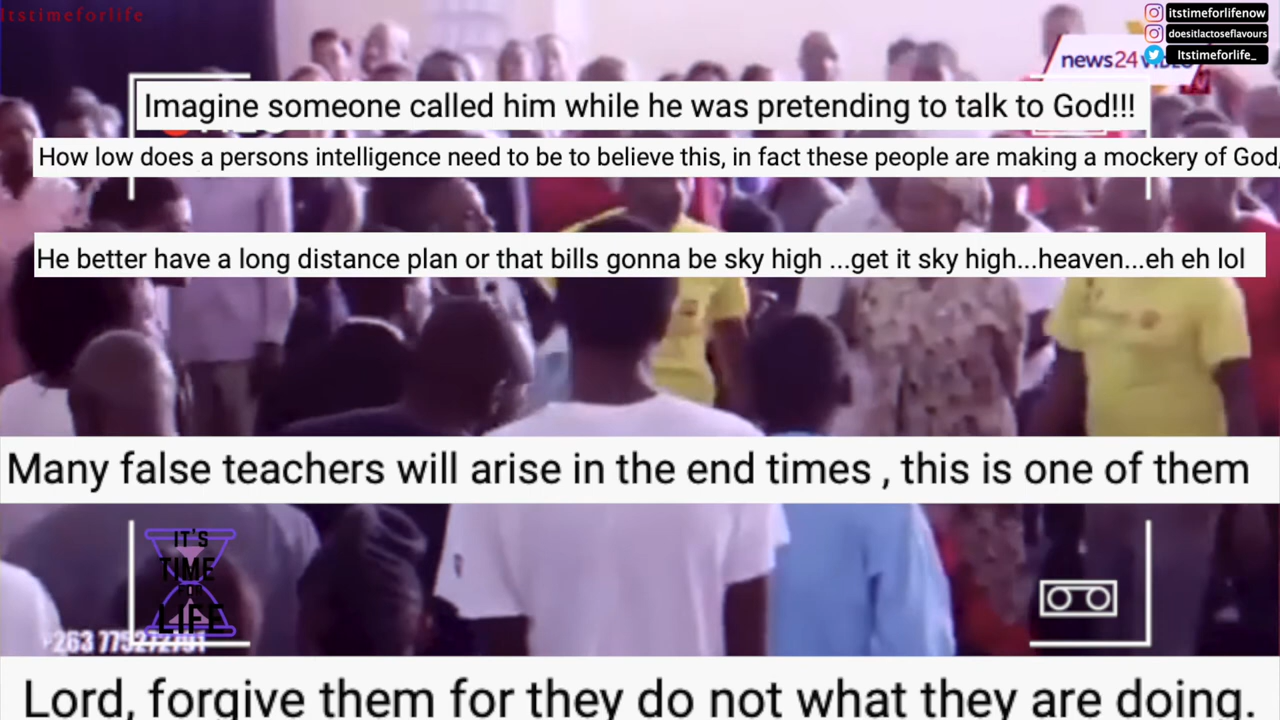 Itstimeforlife
itstimeforlifenow
doesitlactoseflavours
Itstimeforlife_
news24
Imagine someone called him while he was pretending to talk to God!!!
How low does a persons intelligence need to be to believe this, in fact these people are making a mockery of God,
He better have a long distance plan or that bills gonna be sky high ...get it sky high...heaven...eh eh lol
Many false teachers will arise in the end times , this is one of them
IT'S
TIME
LIFE
Lord, forgive them for they do not what they are doing.